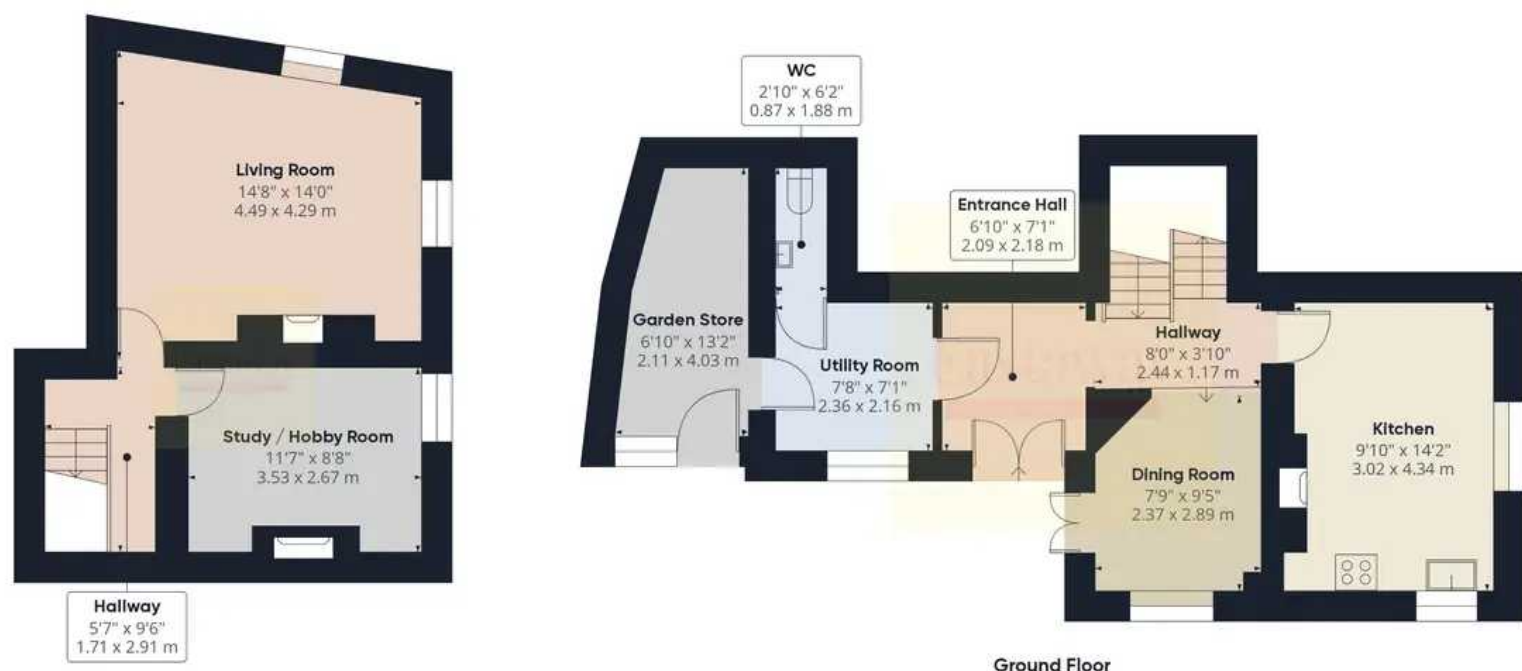 Living Room
14'8" x 14'0"
4.49 x 4.29 m
Study / Hobby Room
11'7" x 8'8"
3.53 x 2.67 m
Hallway
5'7" x 9'6"
1.71 x 2.91 m
WC
2'10" x 6'2"
0.87 x 1.88 m
Garden Store
6'10" x 13'2"
2.11 x 4.03 m
Utility Room
7'8" x 7'1"
2.36 x 2.16 m
Entrance Hall
6'10" x 7'1"
2.09 x 2.18 m
Hallway
8'0" x 3'10"
2.44 x 1.17 m
Dining Room
7'9" x 9'5"
2.37 x 2.89 m
Kitchen
9'10" x 14'2"
3.02 x 4.34 m
Ground Floor